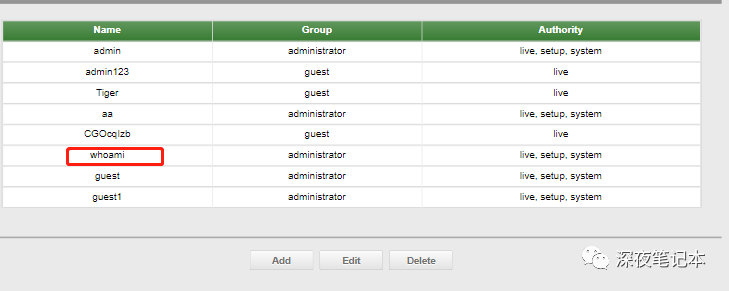 Name Group Authority
admin administrator live, setup, system
admin123 guest live
Tiger guest live
aa administrator live, setup, system
CGOcqIzb guest live
whoami administrator live, setup, system
guest administrator live, setup, system
guest1 administrator live, setup, system
Add Edit Delete
深夜笔记本